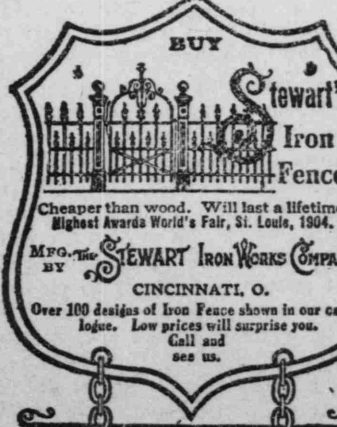 BUY
Stewart's
Iron
Fence
Cheaper than wood. Will last a lifetime
Highest Awards World's Fair, St. Louis, 1904.
MFG. THE STEWART IRON WORKS COMPA
BY
CINCINNATI, O.
Over 100 designs of Iron Fence shown in our ca
logue. Low prices will surprise you.
Call and
see us.